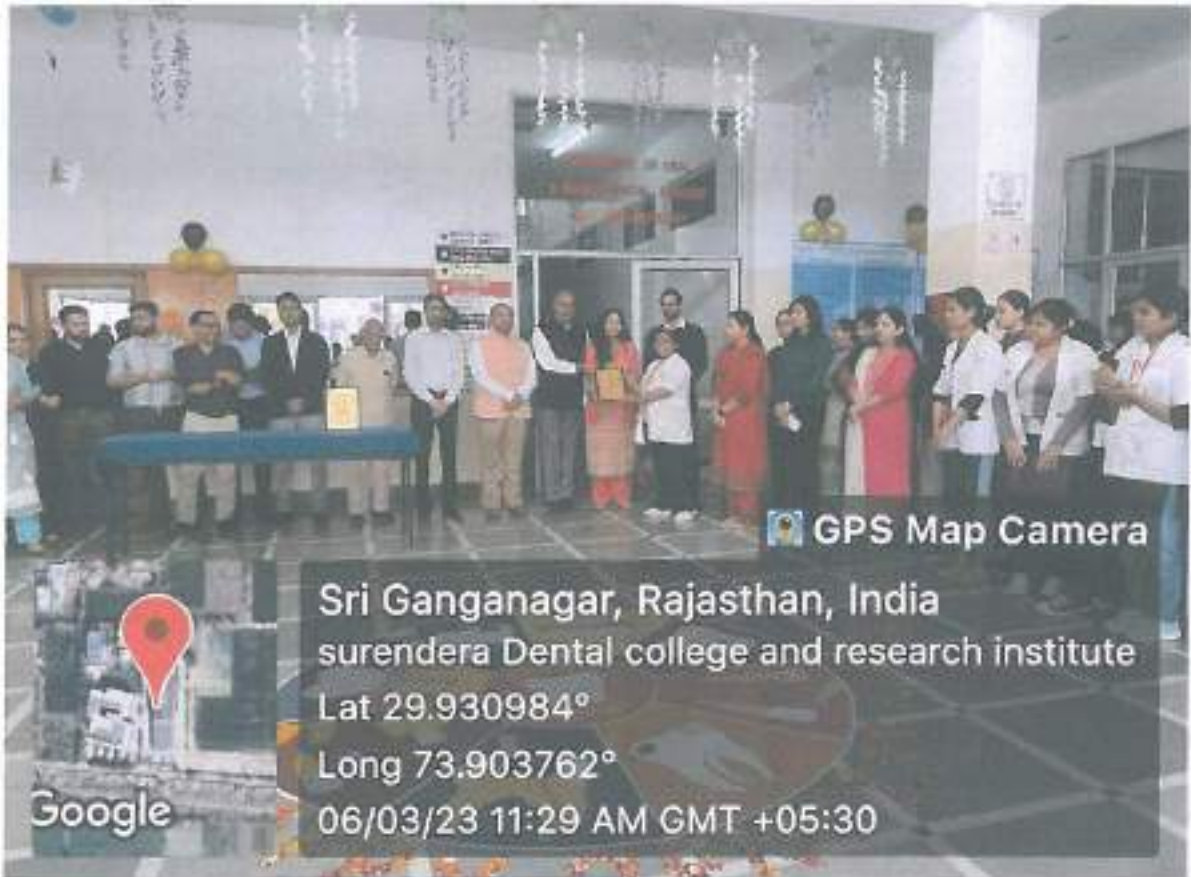 GPS Map Camera
Sri Ganganagar, Rajasthan, India
surendera Dental college and research institute
Lat 29.930984°
Long 73.903762°
06/03/23 11:29 AM GMT +05:30
Google